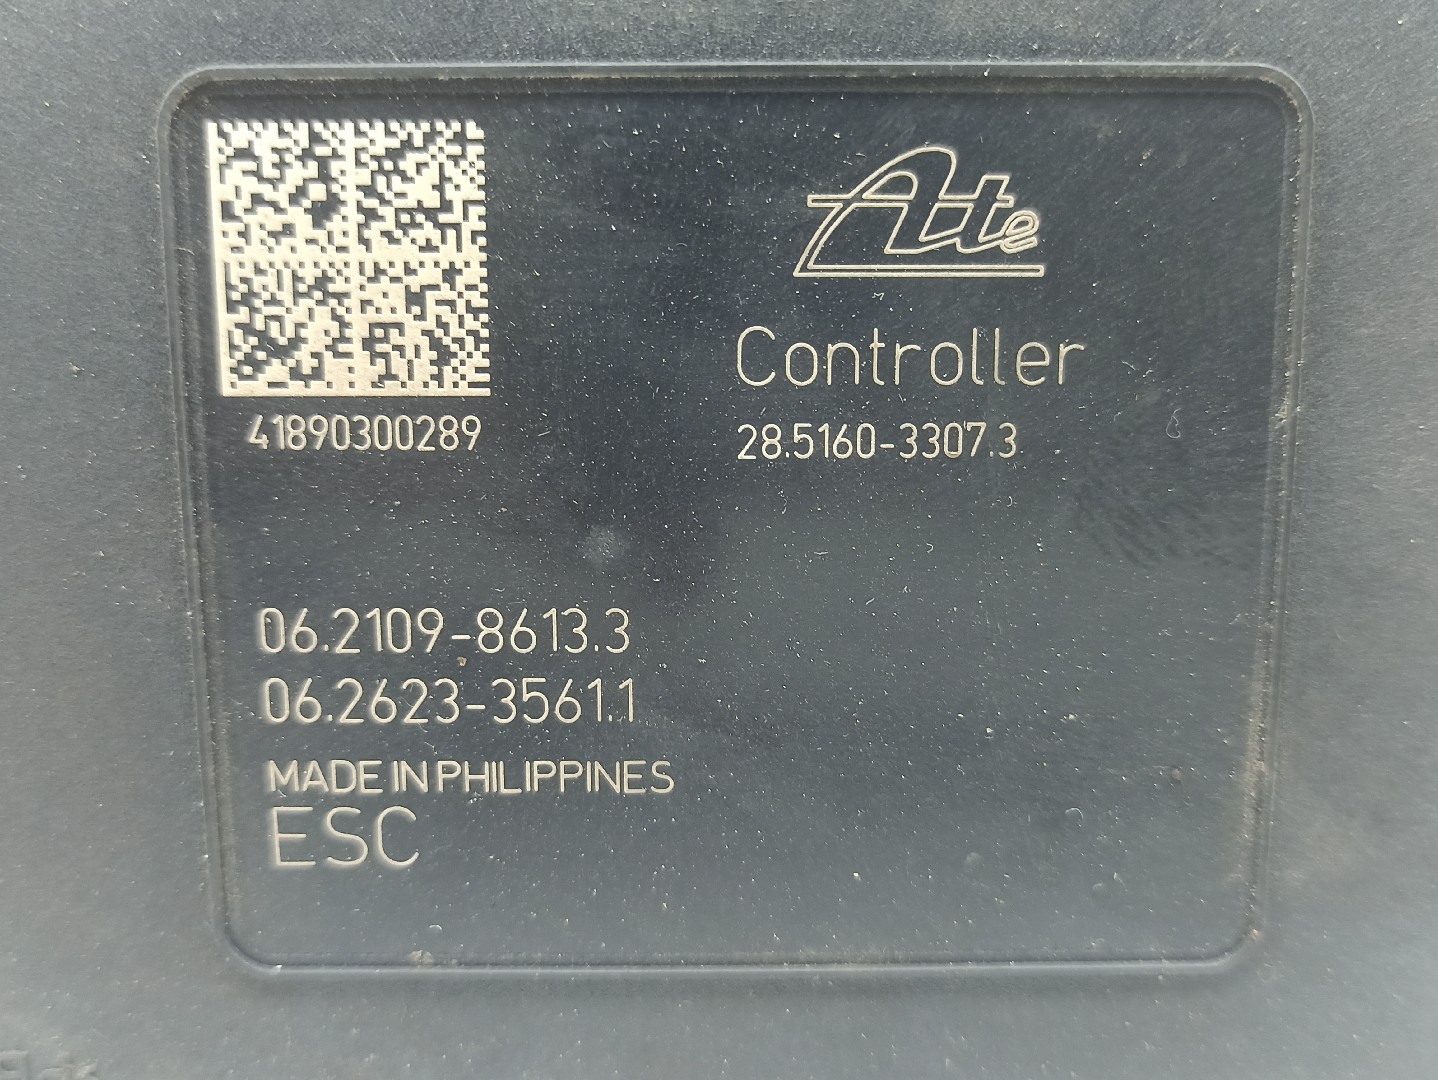 Ate
Controller
41890300289
28.5160-3307.3
06.2109-8613.3
06.2623-3561.1
MADE IN PHILIPPINES
ESC